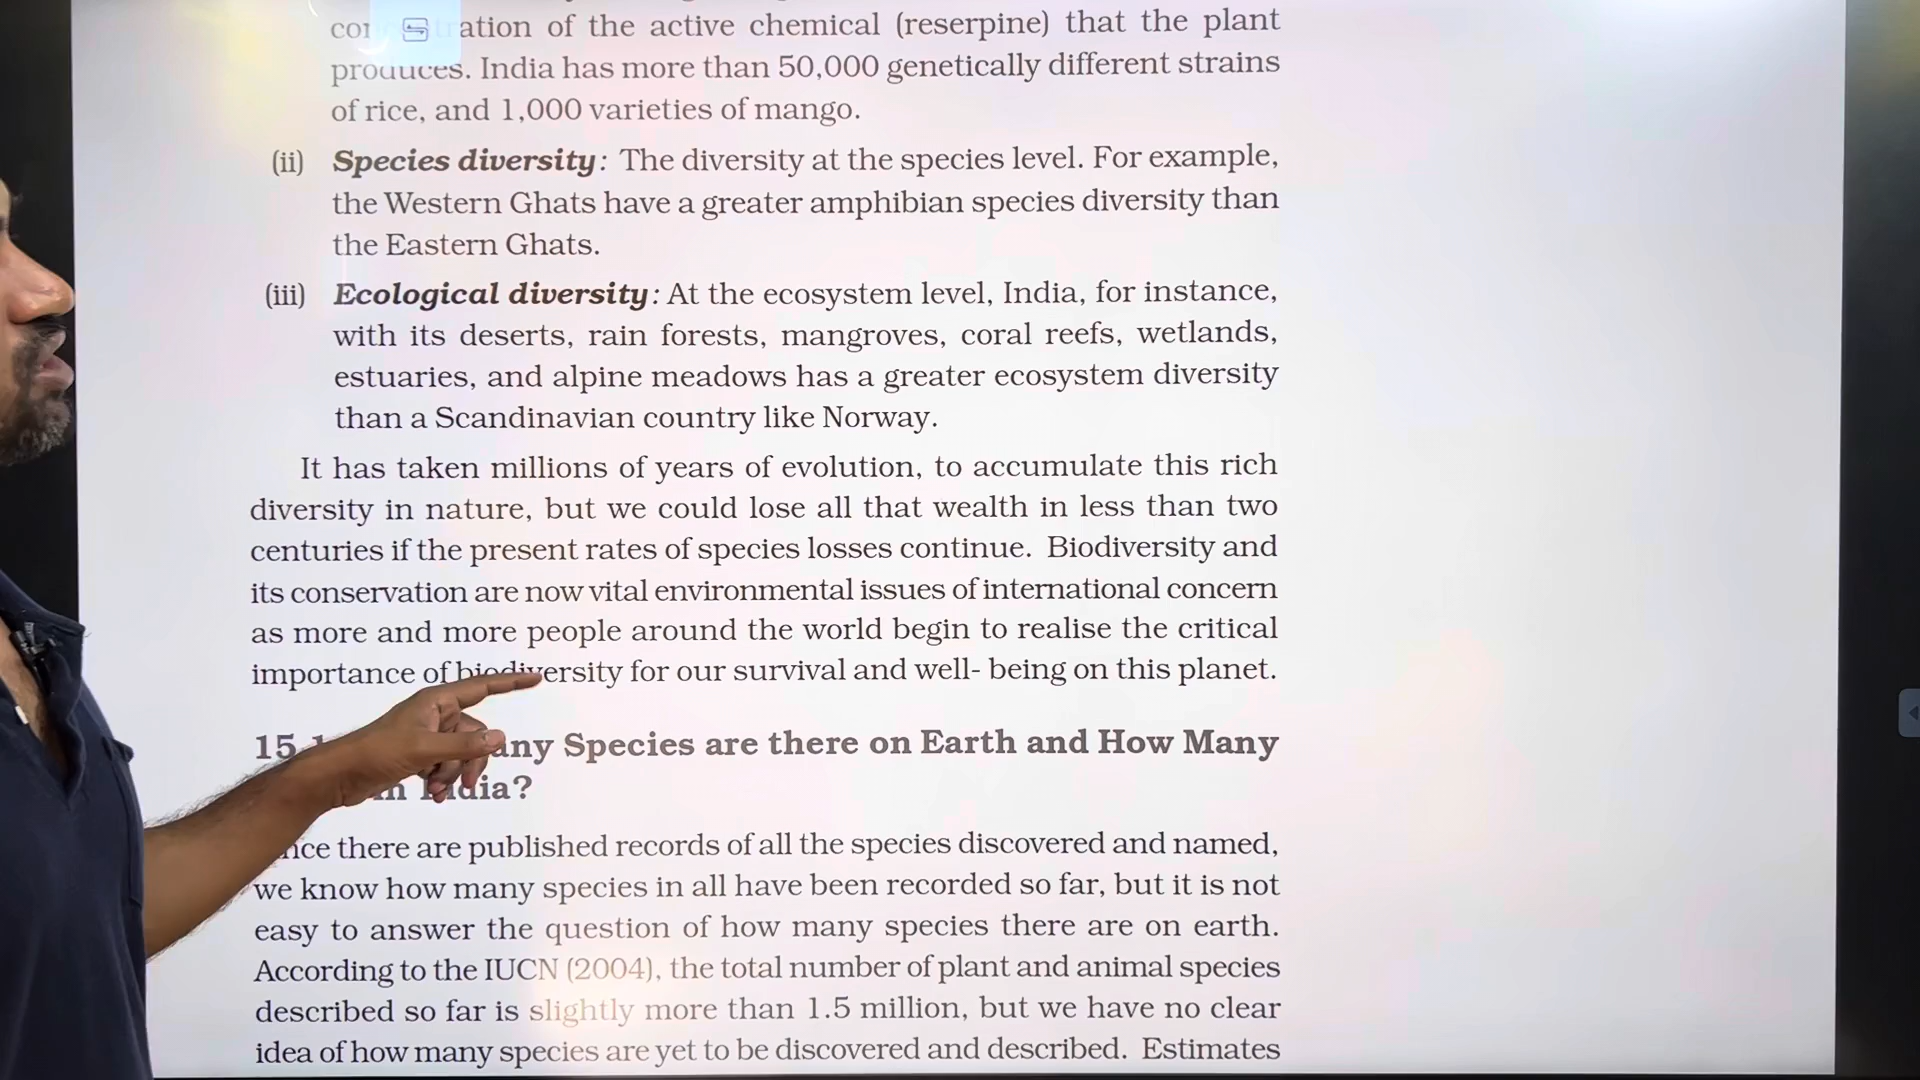 ation of the active chemical (reserpine) that the plant
produces. India has more than 50,000 genetically different strains
of rice, and 1,000 varieties of mango.
(ii) Species diversity: The diversity at the species level. For example,
the Western Ghats have a greater amphibian species diversity than
the Eastern Ghats.
(iii) Ecological diversity: At the ecosystem level, India, for instance,
with its deserts, rain forests, mangroves, coral reefs, wetlands,
estuaries, and alpine meadows has a greater ecosystem diversity
than a Scandinavian country like Norway.
It has taken millions of years of evolution, to accumulate this rich
diversity in nature, but we could lose all that wealth in less than two
centuries if the present rates of species losses continue. Biodiversity and
its conservation are now vital environmental issues of international concern
as more and more people around the world begin to realise the critical
importance of biodiversity for our survival and well- being on this planet.
15. any Species are there on Earth and How Many
in India?
there are published records of all the species discovered and named,
we know how many species in all have been recorded so far, but it is not
easy to answer the question of how many species there are on earth.
According to the IUCN (2004), the total number of plant and animal species
described so far is slightly more than 1.5 million, but we have no clear
idea of how many species are yet to be discovered and described. Estimates